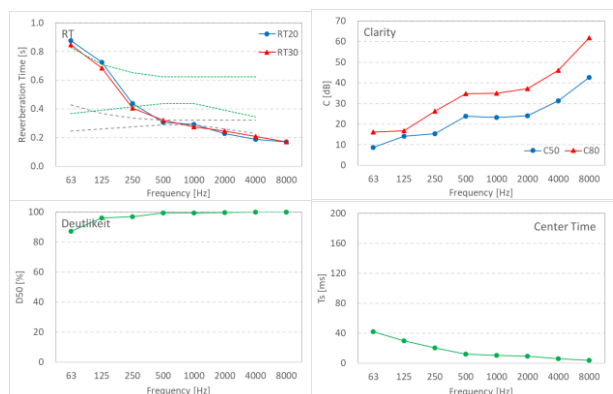 RT
RT20
RT30
Reverberation Time [s]
1.0
0.8
0.6
0.4
0.2
0.0
63 125 250 500 1000 2000 4000 8000
Frequency [Hz]
Clarity
C [dB]
70
60
50
40
30
20
10
0
C50 C80
63 125 250 500 1000 2000 4000 8000
Frequency [Hz]
Deutlikeit
D50 [%]
100
80
60
40
20
0
63 125 250 500 1000 2000 4000 8000
Frequency [Hz]
Center Time
Ts [ms]
200
160
120
80
40
0
63 125 250 500 1000 2000 4000 8000
Frequency [Hz]